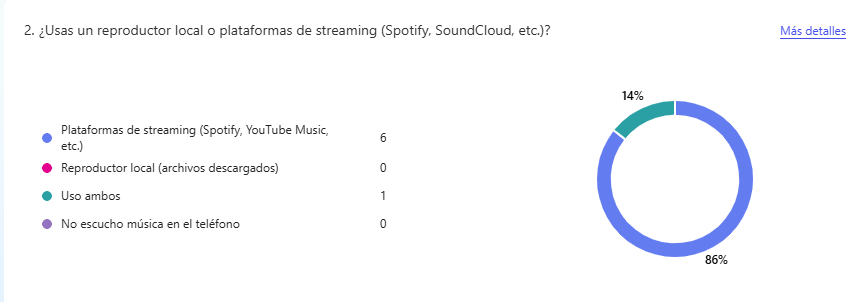 2. ¿Usas un reproductor local o plataformas de streaming (Spotify, SoundCloud, etc.)?
Más detalles
14%
Plataformas de streaming (Spotify, YouTube Music,
etc.)
6
Reproductor local (archivos descargados)
0
Uso ambos
1
No escucho música en el teléfono
0
86%